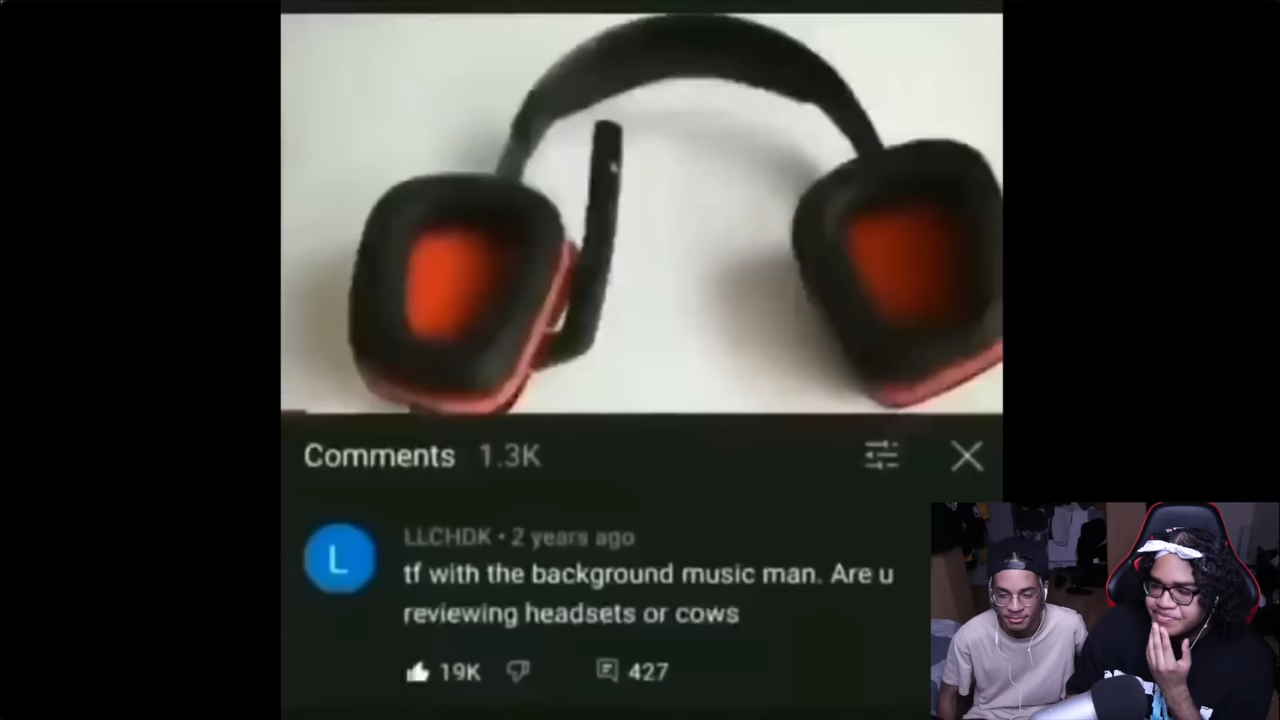 Comments 1.3K
LLCHDK • 2 years ago
tf with the background music man. Are u
reviewing headsets or cows
19K 427
L